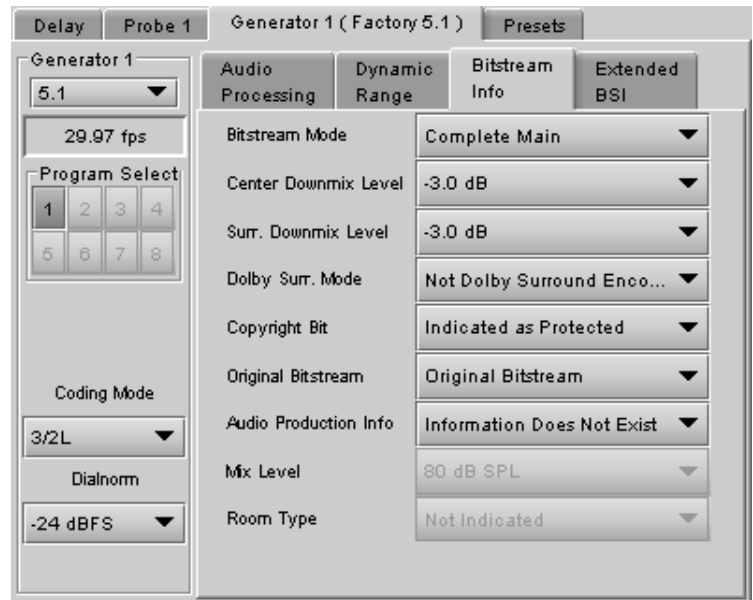 Delay Probe 1 Generator 1 ( Factory 5.1 ) Presets
Generator 1
5.1
29.97 fps
Program Select
1 2 3 4
5 6 7 8
Coding Mode
3/2L
Dialnorm
-24 dBFS
Audio Processing
Dynamic Range
Bitstream Info
Extended BSI
Bitstream Mode Complete Main
Center Downmix Level -3.0 dB
Surr. Downmix Level -3.0 dB
Dolby Surr. Mode Not Dolby Surround Enco...
Copyright Bit Indicated as Protected
Original Bitstream Original Bitstream
Audio Production Info Information Does Not Exist
Mix Level 80 dB SPL
Room Type Not Indicated